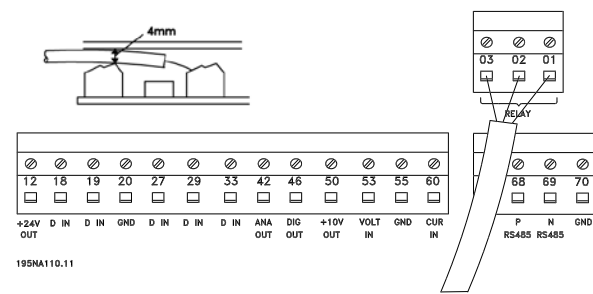 4mm
03 02 01
RELAY
12 18 19 20 27 29 33 42 46 50 53 55 60
+24V OUT D IN D IN GND D IN D IN D IN ANA OUT DIG OUT +10V OUT VOLT IN GND CUR IN
68 69 70
P RS485 N RS485 GND
195NA110.11